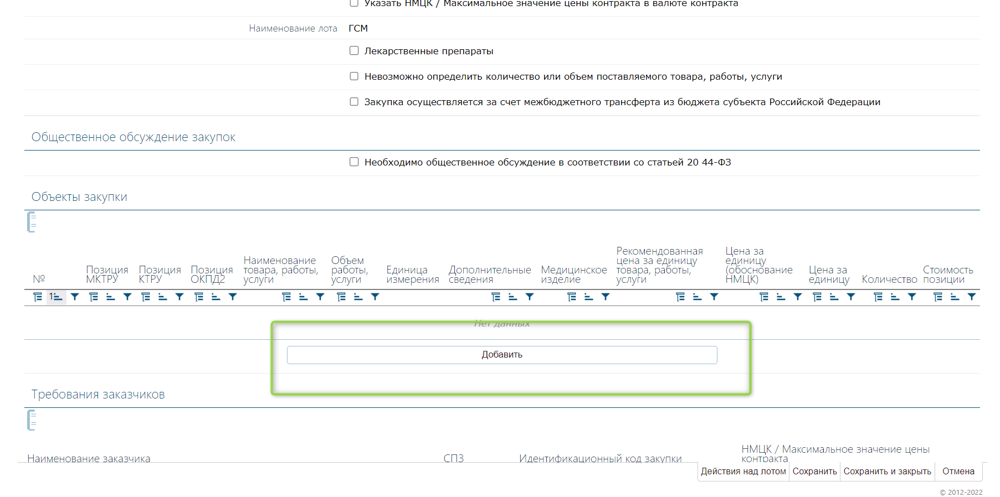 Указать НМЦК / Максимальное значение цены контракта в валюте контракта
Наименование лота ГСМ
Лекарственные препараты
Невозможно определить количество или объем поставляемого товара, работы, услуги
Закупка осуществляется за счет межбюджетного трансферта из бюджета субъекта Российской Федерации
Общественное обсуждение закупок
Необходимо общественное обсуждение в соответствии со статьей 20 44-ФЗ
Объекты закупки
№
Позиция
МКТРУ
Позиция
КТРУ
Позиция
ОКПД2
Наименование
товара, работы,
услуги
Объем
работы,
услуги
Единица
измерения
Дополнительные
сведения
Медицинское
изделие
Рекомендованная
цена за единицу
товара, работы,
услуги
Цена за
единицу
(обоснование
НМЦК)
Цена за
единицу
Количество
Стоимость
позиции
1
Нет данных
Добавить
Требования заказчиков
Наименование заказчика
СПЗ
Идентификационный код закупки
НМЦК / Максимальное значение цены
контракта
Действия над лотом Сохранить Сохранить и закрыть Отмена
© 2012-2022